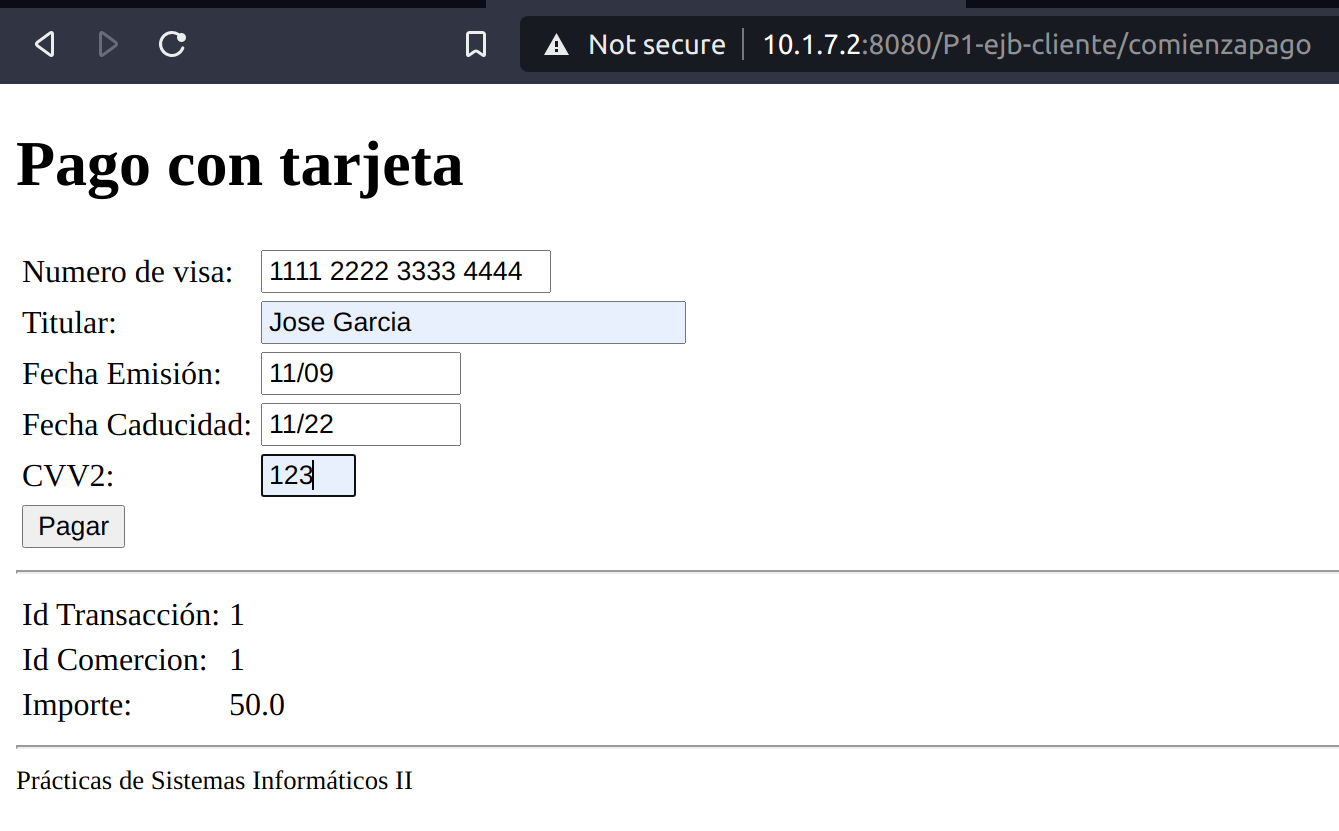 Not secure 10.1.7.2:8080/P1-ejb-cliente/comienzapago
Pago con tarjeta
Numero de visa: 1111 2222 3333 4444
Titular: Jose Garcia
Fecha Emisión: 11/09
Fecha Caducidad: 11/22
CVV2: 123
Pagar
Id Transacción: 1
Id Comercion: 1
Importe: 50.0
Prácticas de Sistemas Informáticos II